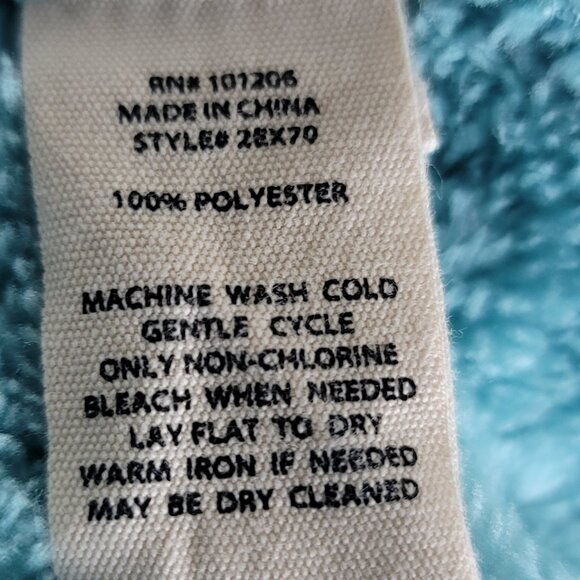 RN# 101206
MADE IN CHINA
STYLE# 2EX70
100% POLYESTER
MACHINE WASH COLD
GENTLE CYCLE
ONLY NON-CHLORINE
BLEACH WHEN NEEDED
LAY FLAT TO DRY
WARM IRON IF NEEDED
MAY BE DRY CLEANED